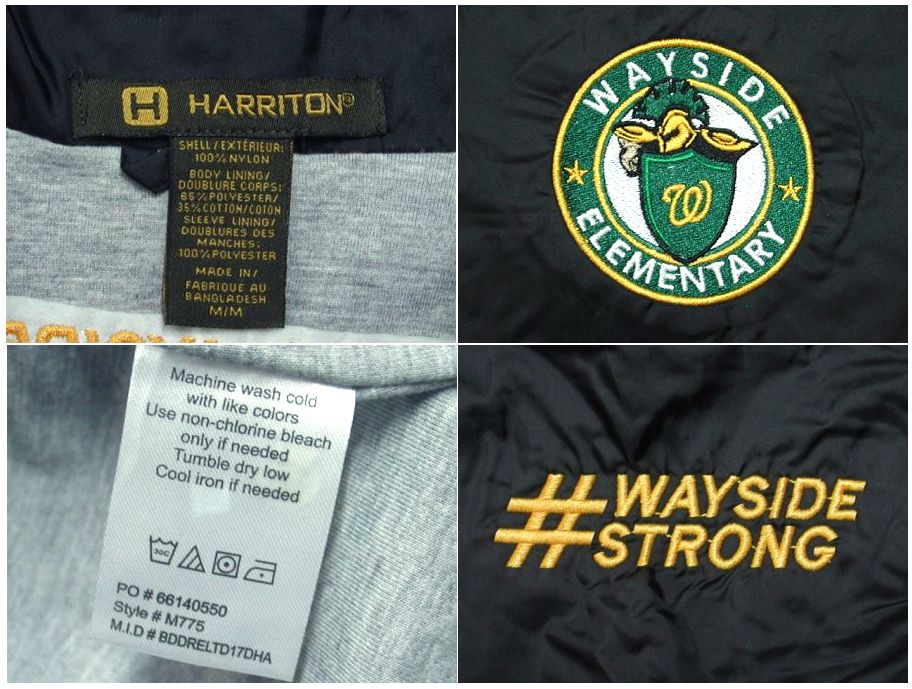 H HARRITON®
SHELL/EXTÉRIEUR:
100% NYLON
BODY LINING/
DOUBLURE CORPS:
65% POLYESTER/
35% COTTON/COTON
SLEEVE LINING/
DOUBLURES DES
MANCHES:
100% POLYESTER
MADE IN/
FABRIQUE AU
BANGLADESH
M/M
WAYSIDE
W
ELEMENTARY
Machine wash cold
with like colors
Use non-chlorine bleach
only if needed
Tumble dry low
Cool iron if needed
30C
PO # 66140550
Style # M775
M.I.D # BDDRELTD17DHA
#WAYSIDE
STRONG